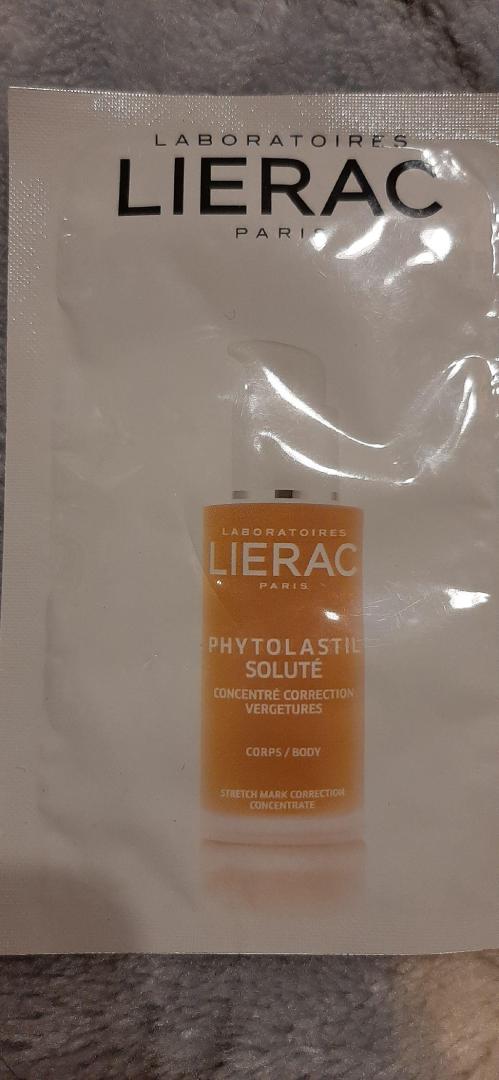 LABORATOIRES
LIERAC
PARIS
LABORATOIRES
LIERAC
PARIS
PHYTOLASTIL
SOLUTÉ
CONCENTRÉ CORRECTION
VERGETURES
CORPS / BODY
STRETCH MARK CORRECTION
CONCENTRATE